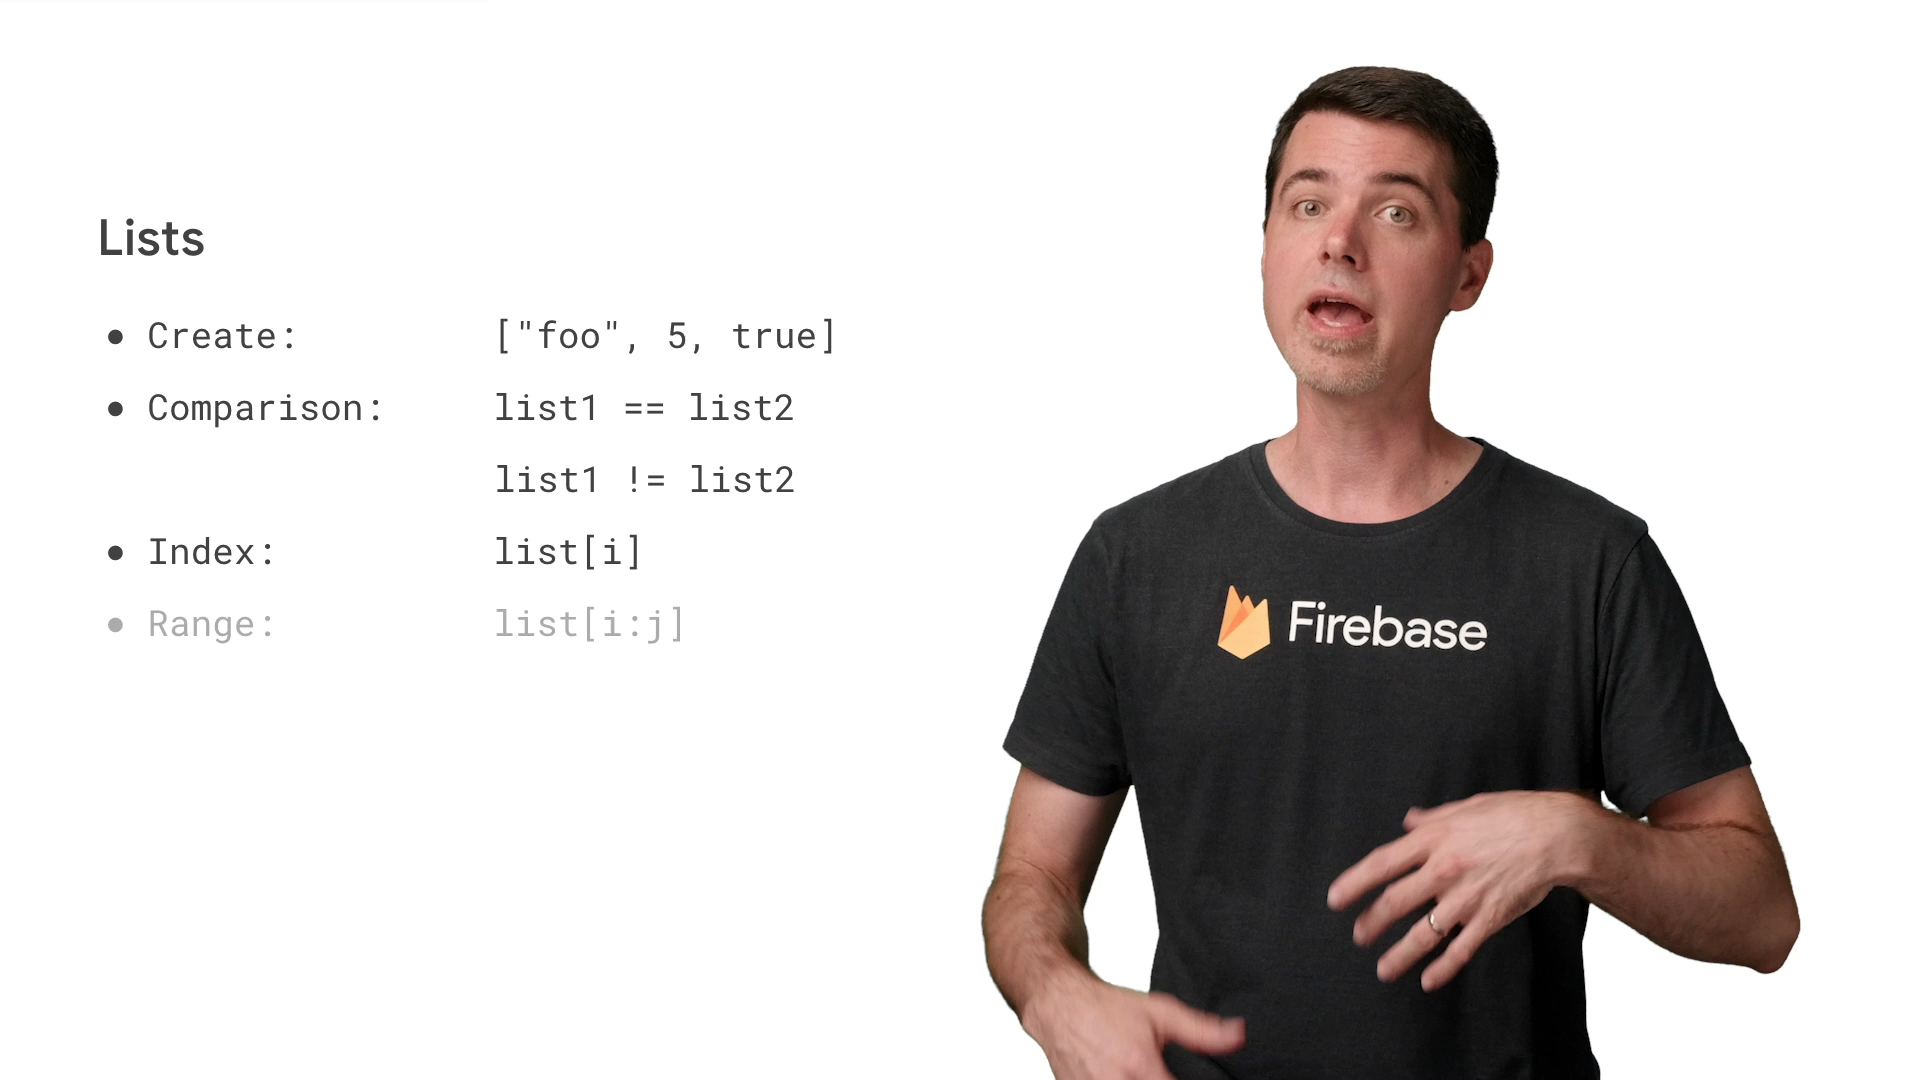 Lists
• Create: ["foo", 5, true]
• Comparison: list1 == list2
list1 != list2
• Index: list[i]
• Range: list[i:j]
Firebase